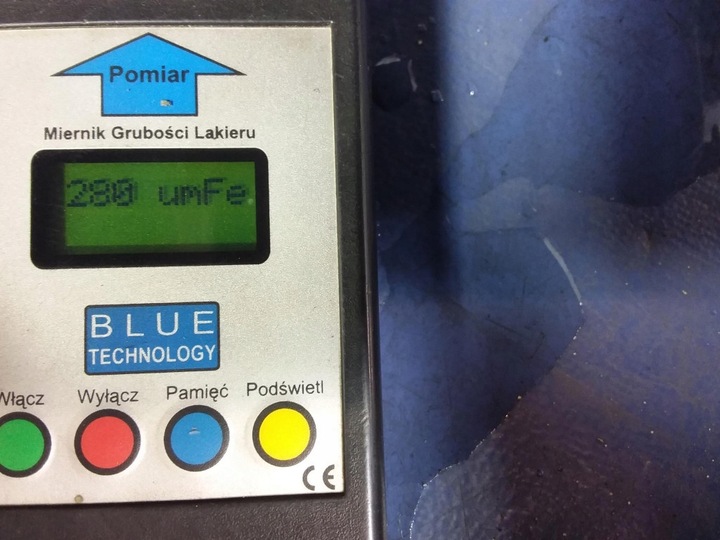 Pomiar
Miernik Grubości Lakieru
280 umFe
BLUE
TECHNOLOGY
Włącz Wyłącz Pamięć Podświetl
CE